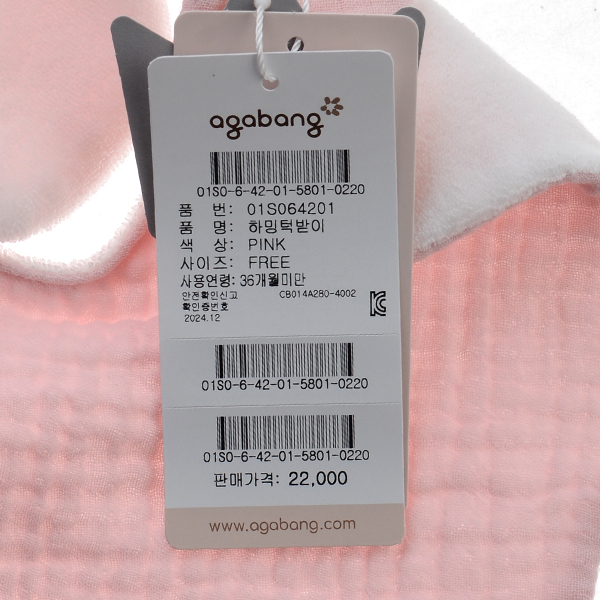 agabang
01S0-6-42-01-5801-0220
품 번: 01S064201
품 명: 하밍턱받이
색 상: PINK
사이즈: FREE
사용연령: 36개월미만
안전확인신고 CB014A280-4002
확인증번호
2024.12
01S0-6-42-01-5801-0220
01S0-6-42-01-5801-0220
판매가격: 22,000
www.agabang.com